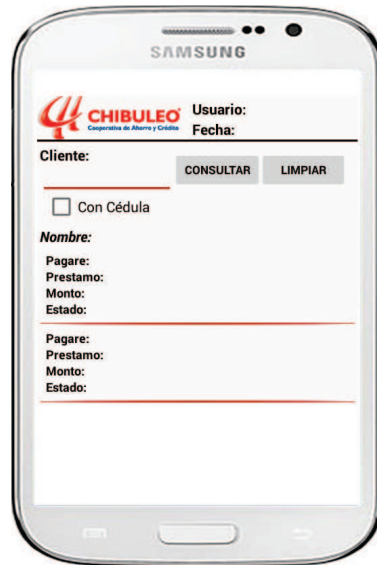 SAMSUNG
CHIBULEO
Cooperativa de Ahorro y Crédito
Usuario:
Fecha:
Cliente:
CONSULTAR LIMPIAR
Con Cédula
Nombre:
Pagare:
Prestamo:
Monto:
Estado:
Pagare:
Prestamo:
Monto:
Estado: